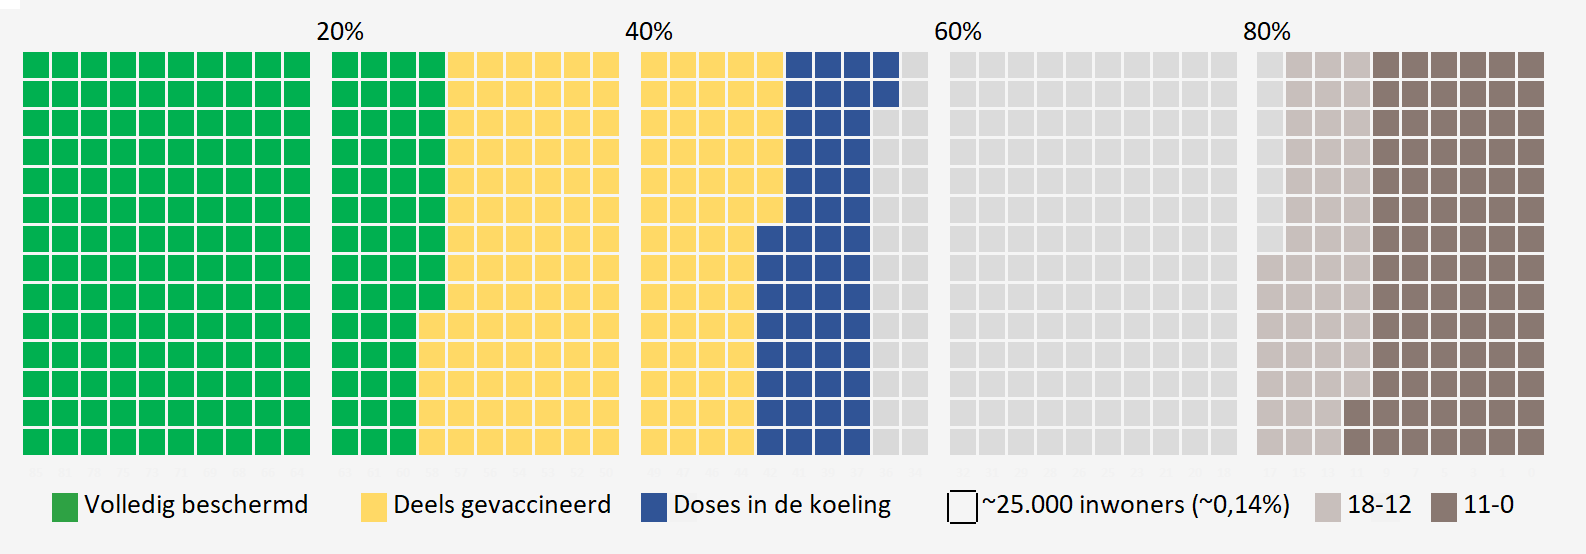 20% 40% 60% 80%
Volledig beschermd Deels gevaccineerd Doses in de koeling ~25.000 inwoners (~0,14%) 18-12 11-0